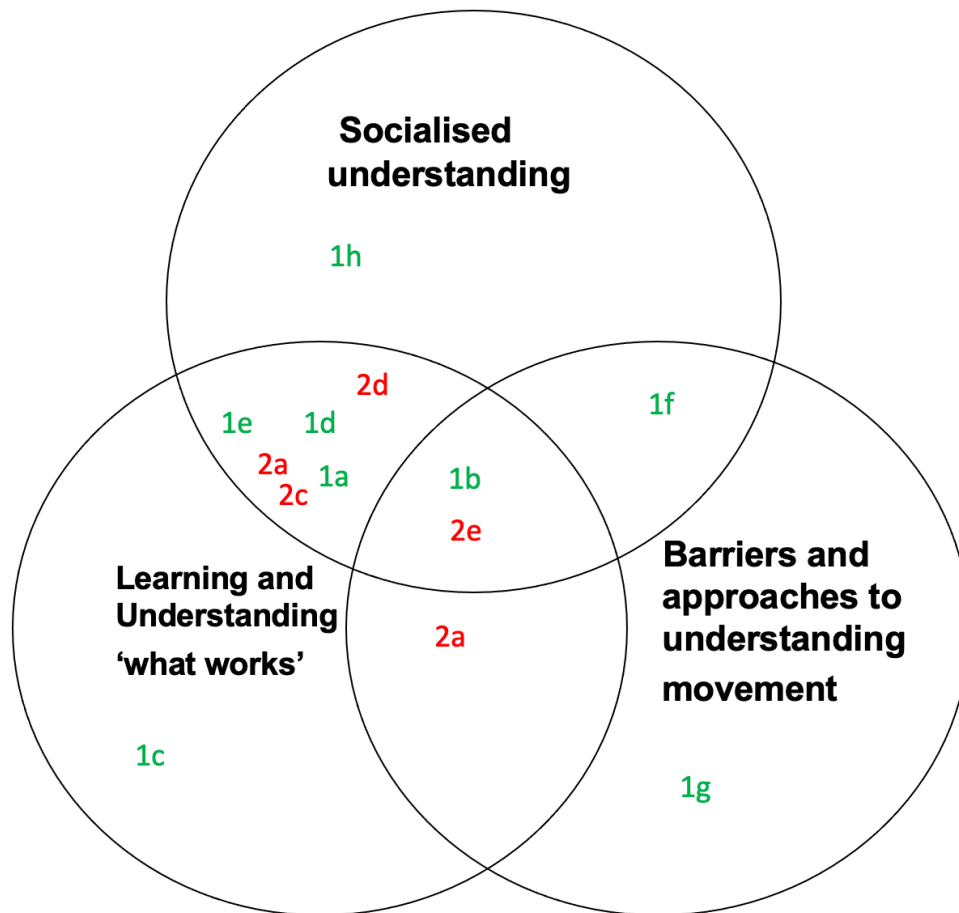 Socialised
understanding
1h
2d
1e
1d
1f
2a
1a
1b
2c
2e
Learning and
Understanding
‘what works’
Barriers and
approaches to
understanding
movement
2a
1c
1g